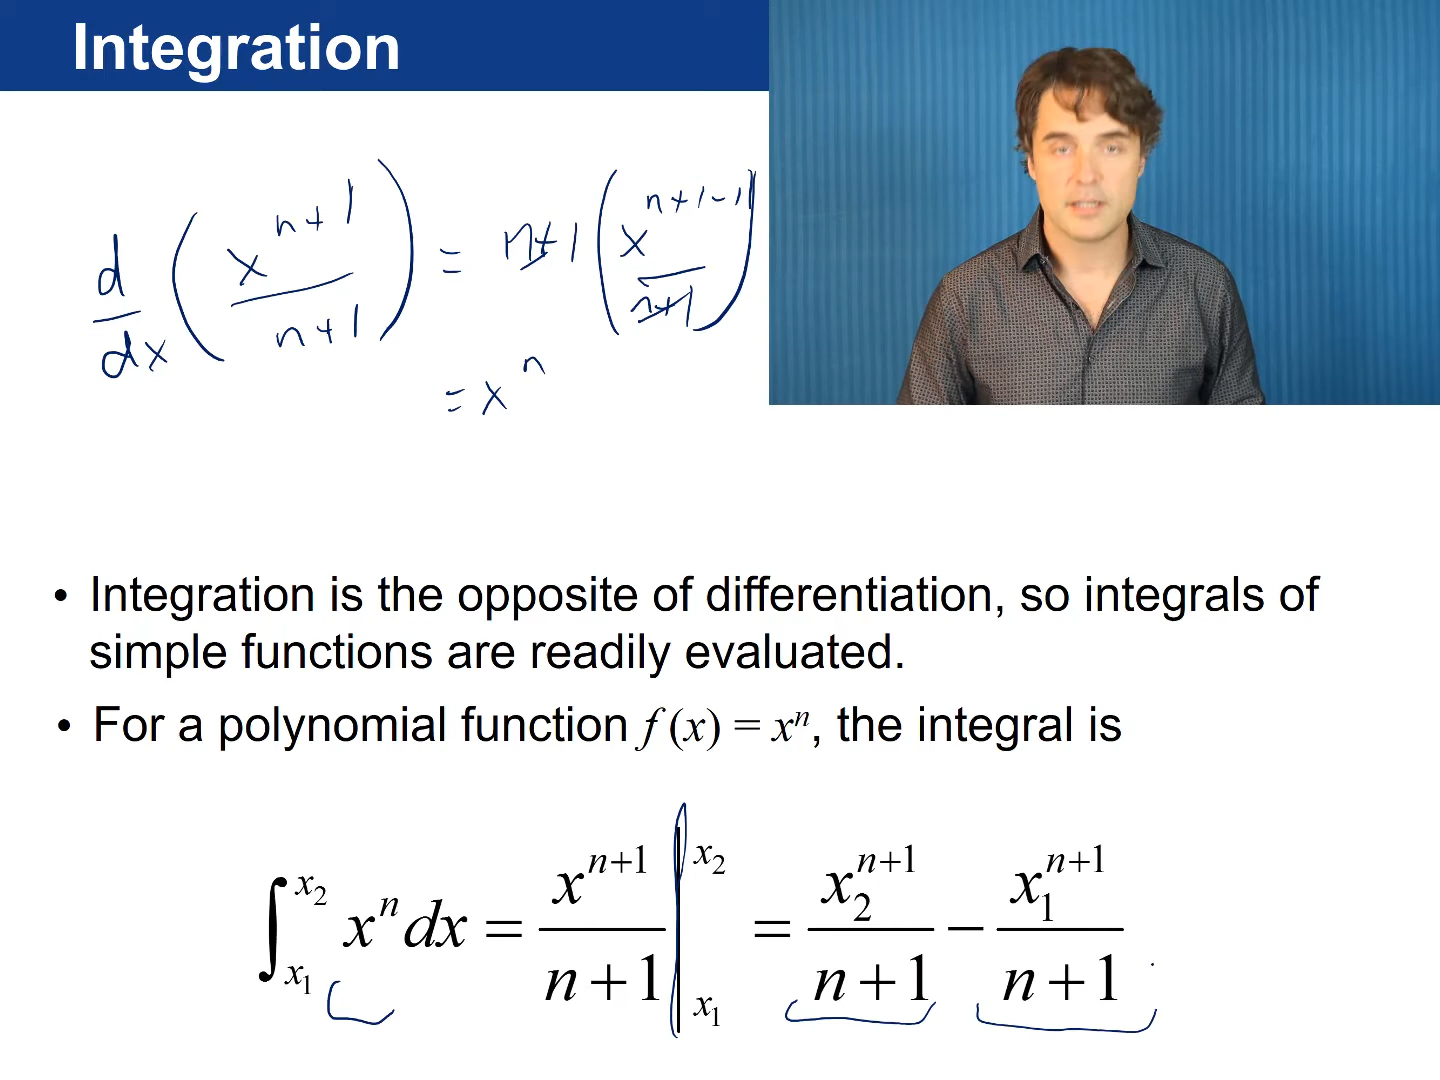 Integration
d/dx (x^{n+1}/n+1) = n+1 (x^{n+1-1}/n+1)
= x^n
• Integration is the opposite of differentiation, so integrals of
simple functions are readily evaluated.
• For a polynomial function f (x) = xⁿ, the integral is
∫_{x₁}^{x₂} xⁿ dx = x^{n+1}/n+1 |_{x₁}^{x₂} = x₂^{n+1}/n+1 − x₁^{n+1}/n+1